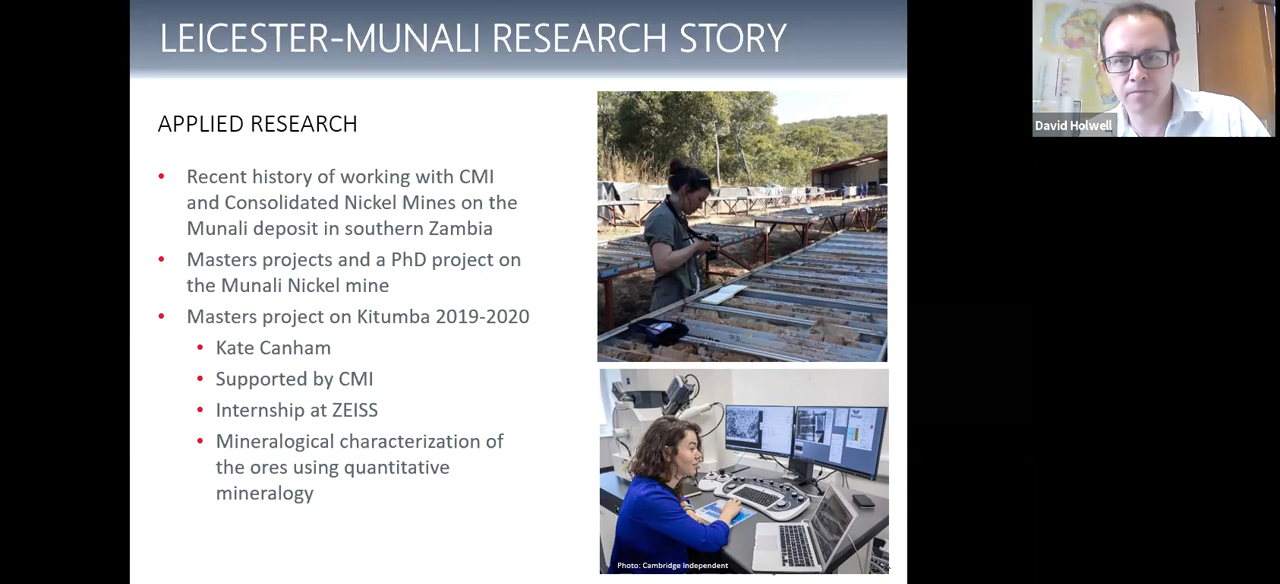 LEICESTER-MUNALI RESEARCH STORY
APPLIED RESEARCH
• Recent history of working with CMI
and Consolidated Nickel Mines on the
Munali deposit in southern Zambia
• Masters projects and a PhD project on
the Munali Nickel mine
• Masters project on Kitumba 2019-2020
• Kate Canham
• Supported by CMI
• Internship at ZEISS
• Mineralogical characterization of
the ores using quantitative
mineralogy
Photo: Cambridge Independent
David Holwell